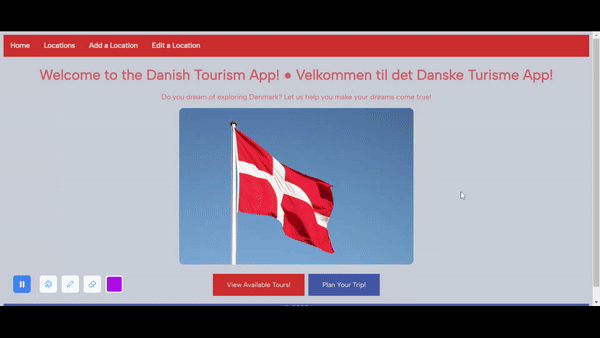 Home Locations Add a Location Edit a Location
Welcome to the Danish Tourism App! ● Velkommen til det Danske Turisme App!
Do you dream of exploring Denmark? Let us help you make your dreams come true!
View Available Tours! Plan Your Trip!